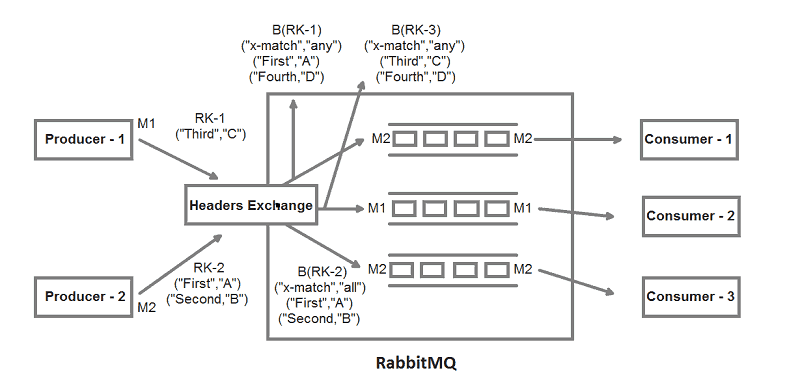 B(RK-1)
("x-match","any")
("First","A")
("Fourth,"D")
B(RK-3)
("x-match","any")
("Third","C")
("Fourth","D")
Producer - 1
M1
RK-1
("Third","C")
M2
M2
Consumer - 1
Headers Exchange
M1
M1
Consumer - 2
Producer - 2
M2
RK-2
("First","A")
("Second,"B")
B(RK-2)
("x-match","all")
("First","A")
("Second,"B")
M2
M2
Consumer - 3
RabbitMQ